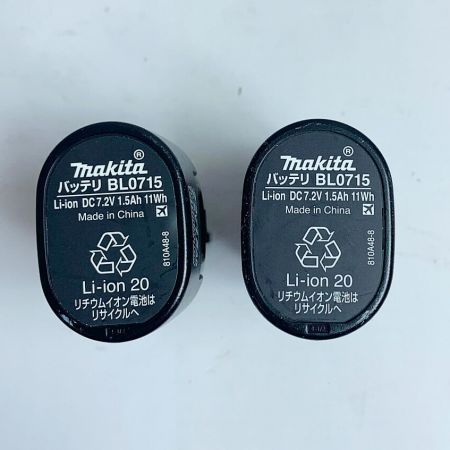 makita®
バッテリ BL0715
Li-ion DC 7.2V 1.5Ah 11Wh
Made in China
810A48-8
Li-ion 20
リチウムイオン電池は
リサイクルへ
makita®
バッテリ BL0715
Li-ion DC 7.2V 1.5Ah 11Wh
Made in China
810A48-8
Li-ion 20
リチウムイオン電池は
リサイクルへ